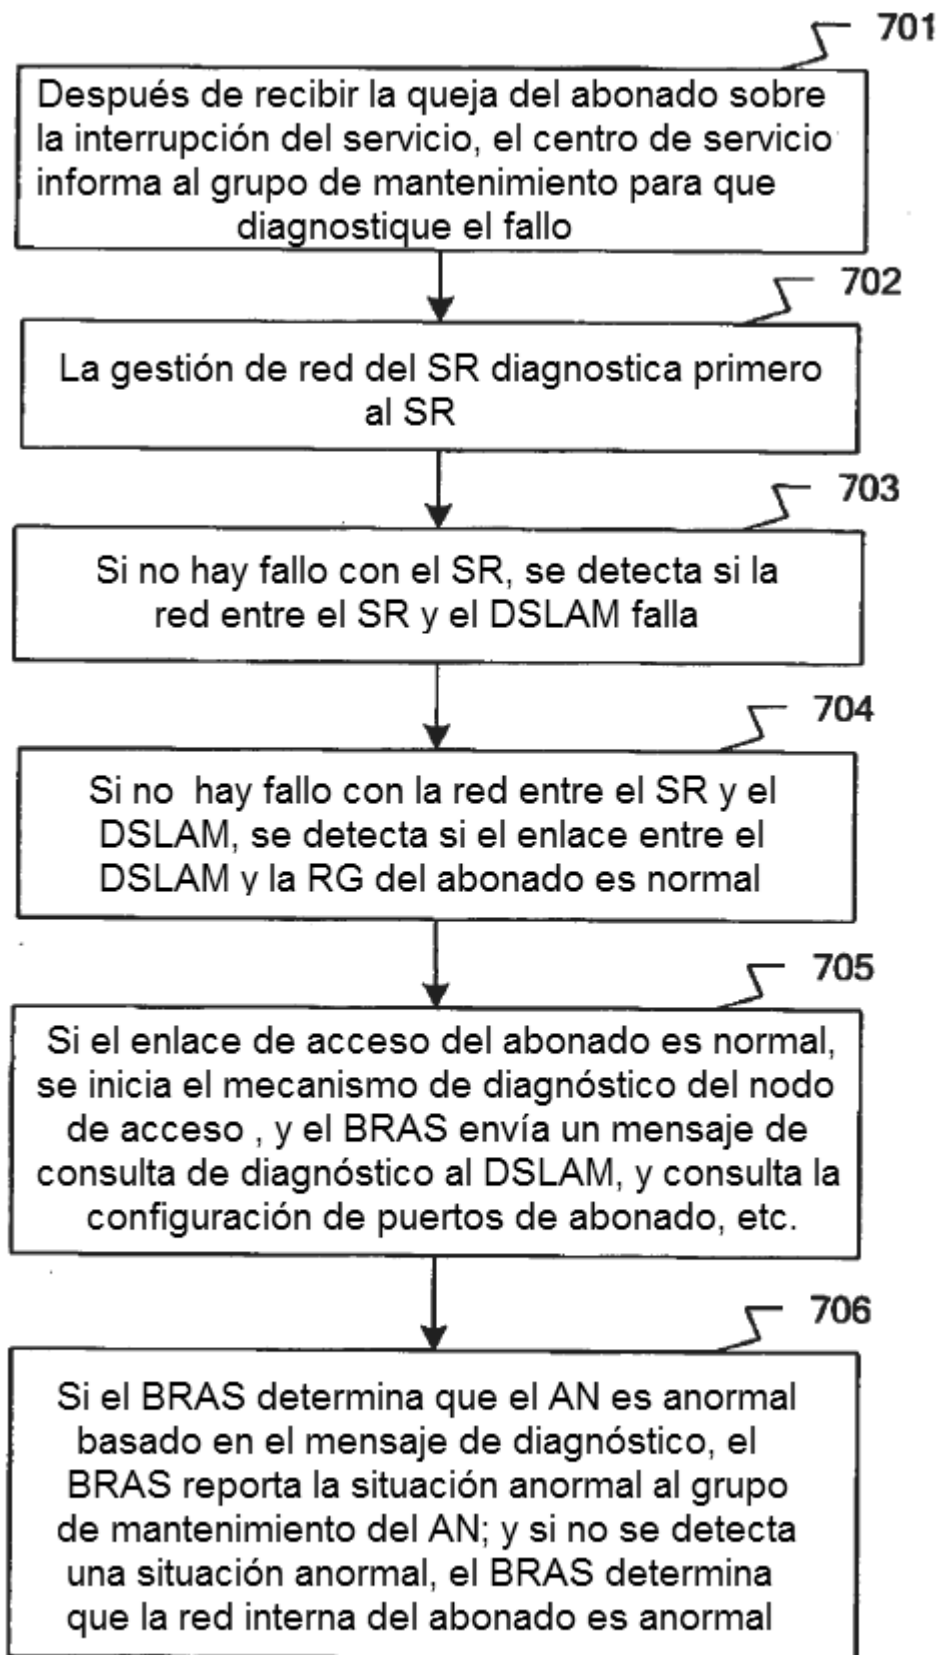 701
Después de recibir la queja del abonado sobre
la interrupción del servicio, el centro de servicio
informa al grupo de mantenimiento para que
diagnostique el fallo
702
La gestión de red del SR diagnostica primero
al SR
703
Si no hay fallo con el SR, se detecta si la
red entre el SR y el DSLAM falla
704
Si no hay fallo con la red entre el SR y el
DSLAM, se detecta si el enlace entre el
DSLAM y la RG del abonado es normal
705
Si el enlace de acceso del abonado es normal,
se inicia el mecanismo de diagnóstico del nodo
de acceso , y el BRAS envía un mensaje de
consulta de diagnóstico al DSLAM, y consulta la
configuración de puertos de abonado, etc.
706
Si el BRAS determina que el AN es anormal
basado en el mensaje de diagnóstico, el
BRAS reporta la situación anormal al grupo
de mantenimiento del AN; y si no se detecta
una situación anormal, el BRAS determina
que la red interna del abonado es anormal